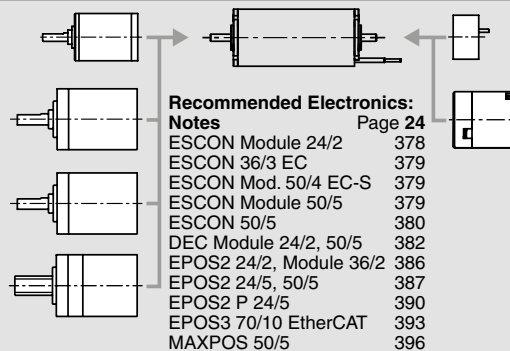 Recommended Electronics:
Notes Page 24
ESCON Module 24/2 378
ESCON 36/3 EC 379
ESCON Mod. 50/4 EC-S 379
ESCON Module 50/5 379
ESCON 50/5 380
DEC Module 24/2, 50/5 382
EPOS2 24/2, Module 36/2 386
EPOS2 24/5, 50/5 387
EPOS2 P 24/5 390
EPOS3 70/10 EtherCAT 393
MAXPOS 50/5 396